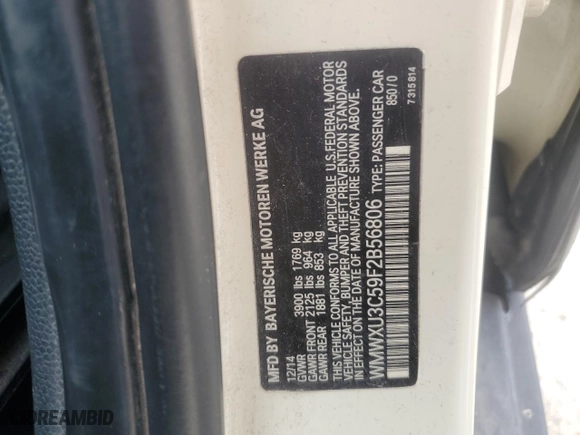 MFD BY BAYERISCHE MOTOREN WERKE AG
12/14
GVWR 3900 lbs 1769 kg
GAWR FRONT 2125 lbs 964 kg
GAWR REAR 1881 lbs 853 kg
THIS VEHICLE CONFORMS TO ALL APPLICABLE U.S.FEDERAL MOTOR
VEHICLE SAFETY, BUMPER AND THEFT PREVENTION STANDARDS
IN EFFECT ON THE DATE OF MANUFACTURE SHOWN ABOVE.
WMWXU3C59F2B56806 TYPE: PASSENGER CAR
850/0
7 315 814
IDREAMBID